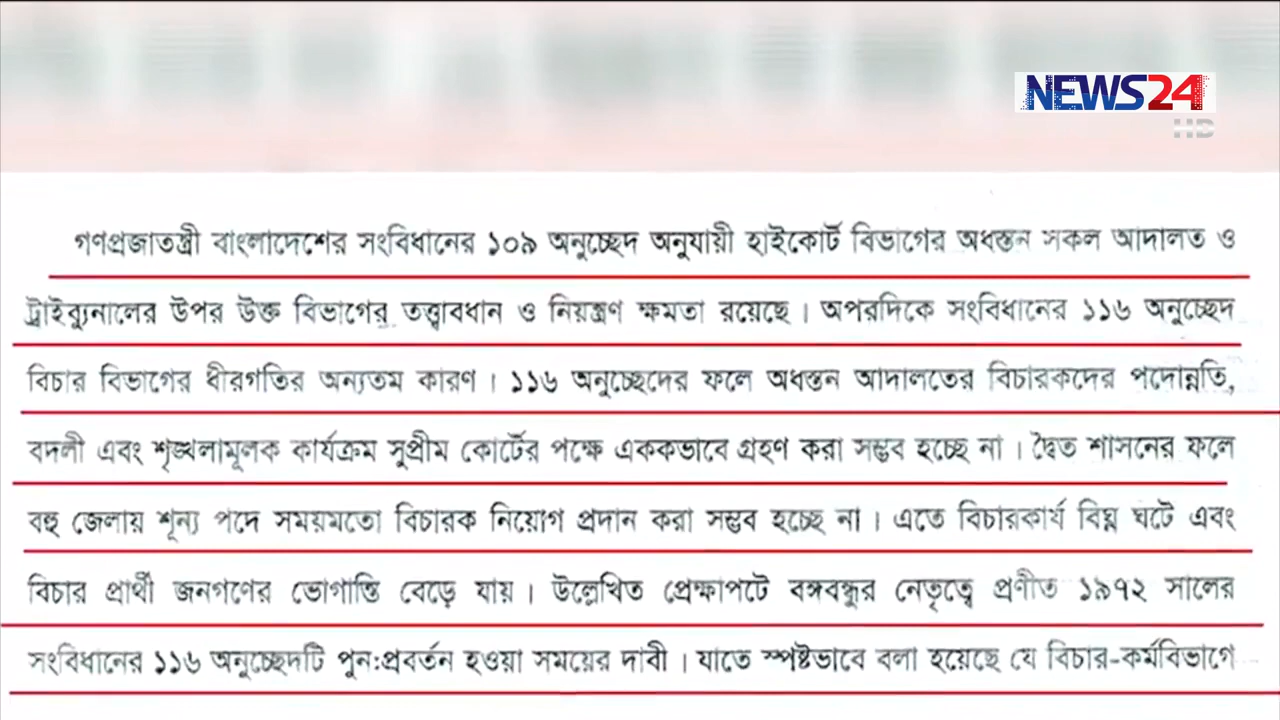 NEWS24
HD
গণপ্রজাতন্ত্রী বাংলাদেশের সংবিধানের ১০৯ অনুচ্ছেদ অনুযায়ী হাইকোর্ট বিভাগের অধস্তন সকল আদালত ও
ট্রাইব্যুনালের উপর উক্ত বিভাগের তত্ত্বাবধান ও নিয়ন্ত্রণ ক্ষমতা রয়েছে। অপরদিকে সংবিধানের ১১৬ অনুচ্ছেদ
বিচার বিভাগের ধীরগতির অন্যতম কারণ। ১১৬ অনুচ্ছেদের ফলে অধস্তন আদালতের বিচারকদের পদোন্নতি,
বদলী এবং শৃঙ্খলামূলক কার্যক্রম সুপ্রীম কোর্টের পক্ষে এককভাবে গ্রহণ করা সম্ভব হচ্ছে না। দ্বৈত শাসনের ফলে
বহু জেলায় শূন্য পদে সময়মতো বিচারক নিয়োগ প্রদান করা সম্ভব হচ্ছে না। এতে বিচারকার্য বিঘ্ন ঘটে এবং
বিচার প্রার্থী জনগণের ভোগান্তি বেড়ে যায়। উল্লেখিত প্রেক্ষাপটে বঙ্গবন্ধুর নেতৃত্বে প্রণীত ১৯৭২ সালের
সংবিধানের ১১৬ অনুচ্ছেদটি পুন:প্রবর্তন হওয়া সময়ের দাবী। যাতে স্পষ্টভাবে বলা হয়েছে যে বিচার-কর্মবিভাগে